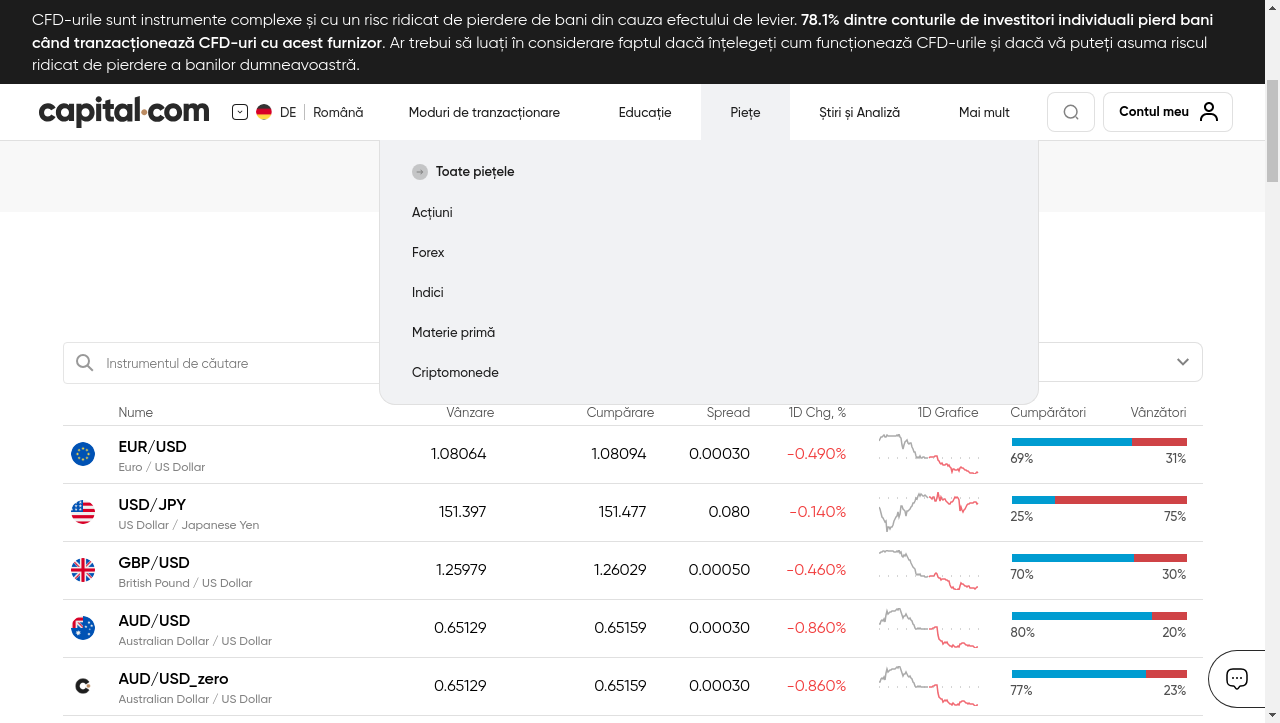 CFD-urile sunt instrumente complexe și cu un risc ridicat de pierdere de bani din cauza efectului de levier. 78.1% dintre conturile de investitori individuali pierd bani
când tranzacționează CFD-uri cu acest furnizor. Ar trebui să luați în considerare faptul dacă înțelegeți cum funcționează CFD-urile și dacă vă puteți asuma riscul
ridicat de pierdere a banilor dumneavoastră.
capital.com DE Română Moduri de tranzacționare Educație Piețe Știri și Analiză Mai mult Contul meu
Toate piețele
Acțiuni
Forex
Indici
Materie primă
Criptomonede
Instrumentul de căutare
Nume Vânzare Cumpărare Spread 1D Chg, % 1D Grafice Cumpărători Vânzători
EUR/USD 1.08064 1.08094 0.00030 -0.490% 69% 31%
Euro / US Dollar
USD/JPY 151.397 151.477 0.080 -0.140% 25% 75%
US Dollar / Japanese Yen
GBP/USD 1.25979 1.26029 0.00050 -0.460% 70% 30%
British Pound / US Dollar
AUD/USD 0.65129 0.65159 0.00030 -0.860% 80% 20%
Australian Dollar / US Dollar
AUD/USD_zero 0.65129 0.65159 0.00030 -0.860% 77% 23%
Australian Dollar / US Dollar